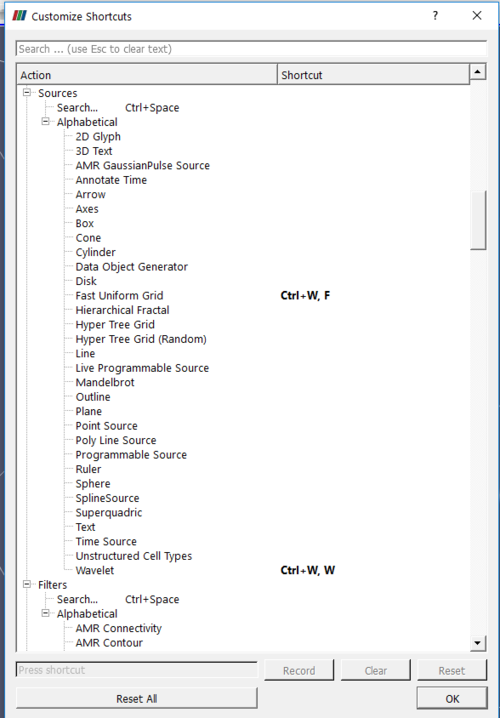 Customize Shortcuts
Search ... (use Esc to clear text)
Action Shortcut
Sources
Search... Ctrl+Space
Alphabetical
2D Glyph
3D Text
AMR GaussianPulse Source
Annotate Time
Arrow
Axes
Box
Cone
Cylinder
Data Object Generator
Disk
Fast Uniform Grid Ctrl+W, F
Hierarchical Fractal
Hyper Tree Grid
Hyper Tree Grid (Random)
Line
Live Programmable Source
Mandelbrot
Outline
Plane
Point Source
Poly Line Source
Programmable Source
Ruler
Sphere
SplineSource
Superquadric
Text
Time Source
Unstructured Cell Types
Wavelet Ctrl+W, W
Filters
Search... Ctrl+Space
Alphabetical
AMR Connectivity
AMR Contour
Press shortcut Record Clear Reset
Reset All OK